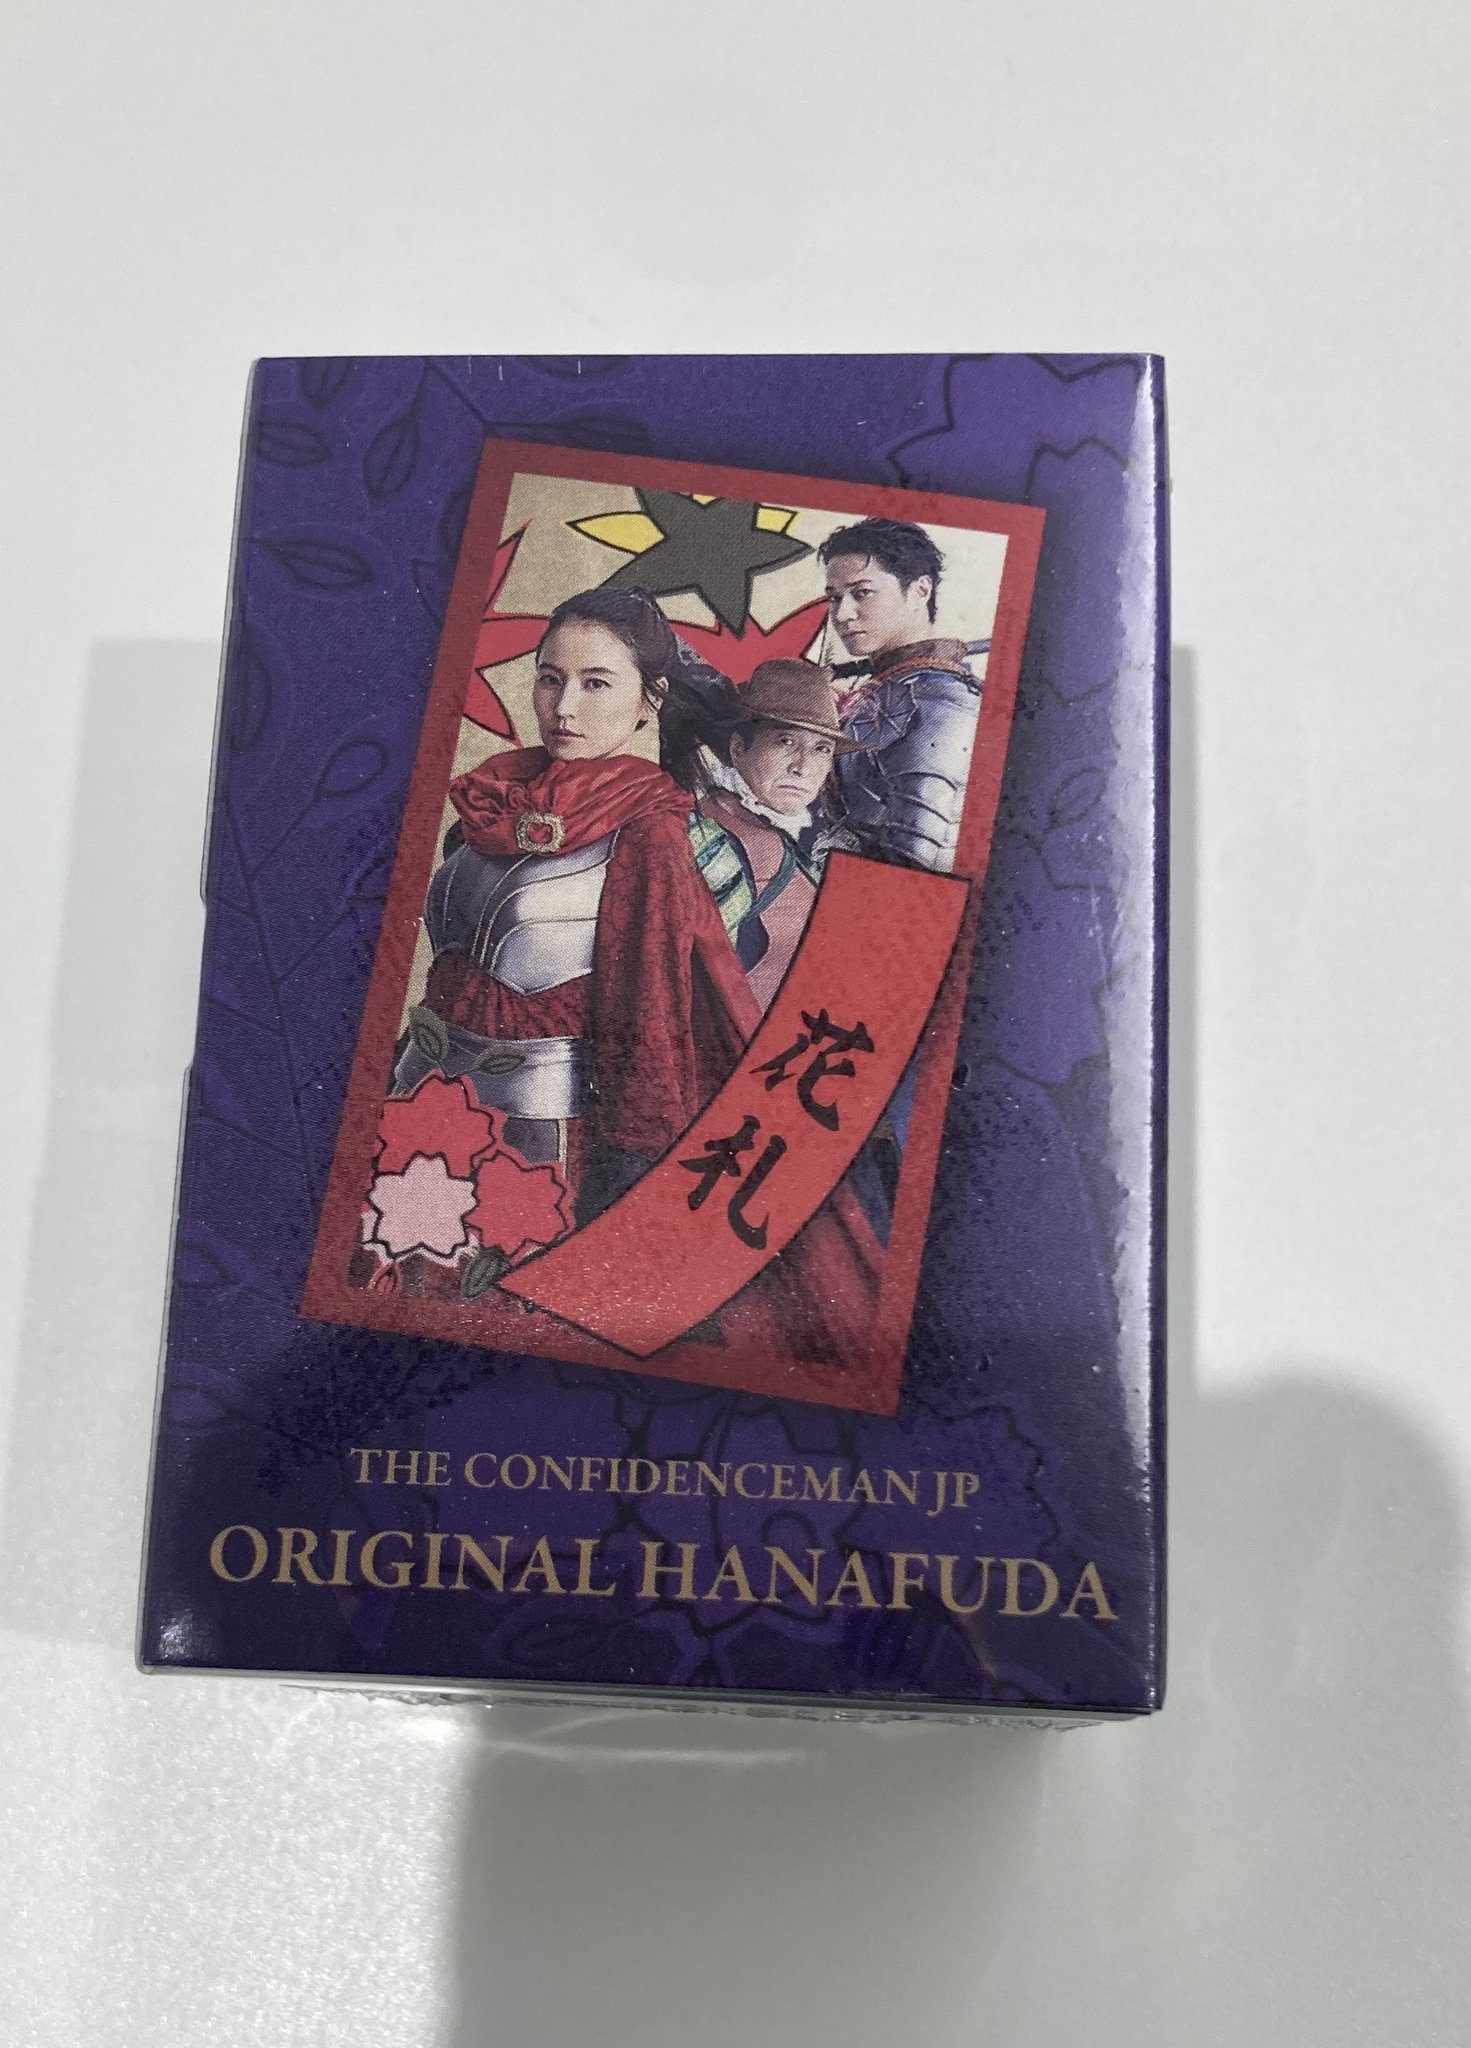 花札
THE CONFIDENCEMAN JP
ORIGINAL HANAFUDA